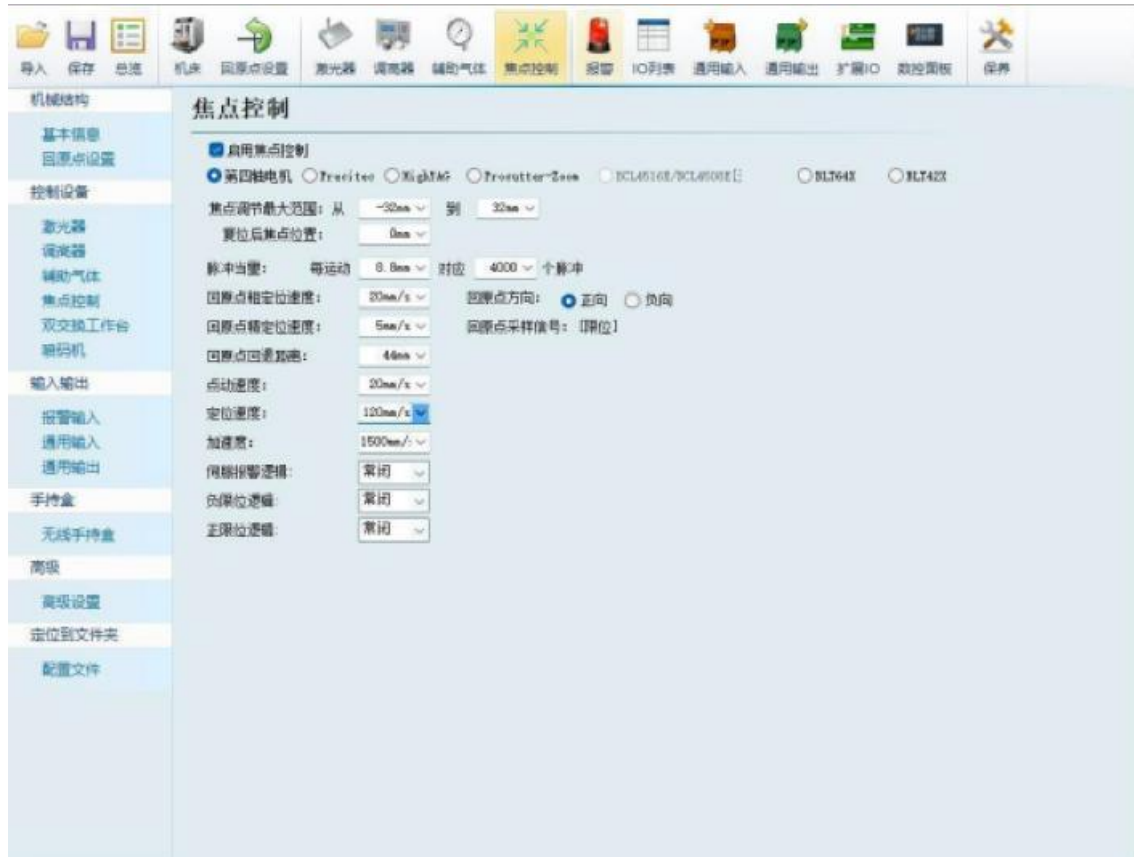 导入 保存 总览 机床 回原点设置 激光器 调高器 辅助气体 焦点控制 报警 IO列表 通用输入 通用输出 扩展IO 数控面板 保养
机械结构
基本信息
回原点设置
控制设备
激光器
调高器
辅助气体
焦点控制
双交换工作台
喷码机
输入输出
报警输入
通用输入
通用输出
手持盒
无线手持盒
高级
高级设置
定位到文件夹
配置文件
焦点控制
启用焦点控制
第四轴电机 Precitec HighYAG Procutter-Zoom BLT64X BLT42X
焦点调节最大范围: 从 -32mm 到 32mm
复位后焦点位置: 0mm
脉冲当量: 每运动 8.8mm 对应 4000 个脉冲
回原点粗定位速度: 20mm/s 回原点方向: 正向 负向
回原点精定位速度: 5mm/s 回原点采样信号: [限位]
回原点回退距离: 44mm
点动速度: 20mm/s
定位速度: 120mm/s
加速度: 1500mm/
伺服报警逻辑: 常闭
负限位逻辑: 常闭
正限位逻辑: 常闭